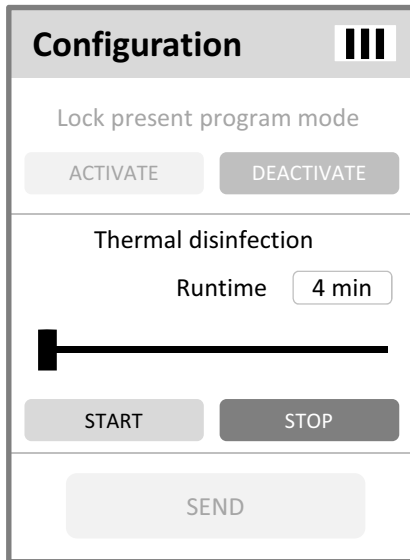 Configuration
Lock present program mode
ACTIVATE DEACTIVATE
Thermal disinfection
Runtime 4 min
START STOP
SEND